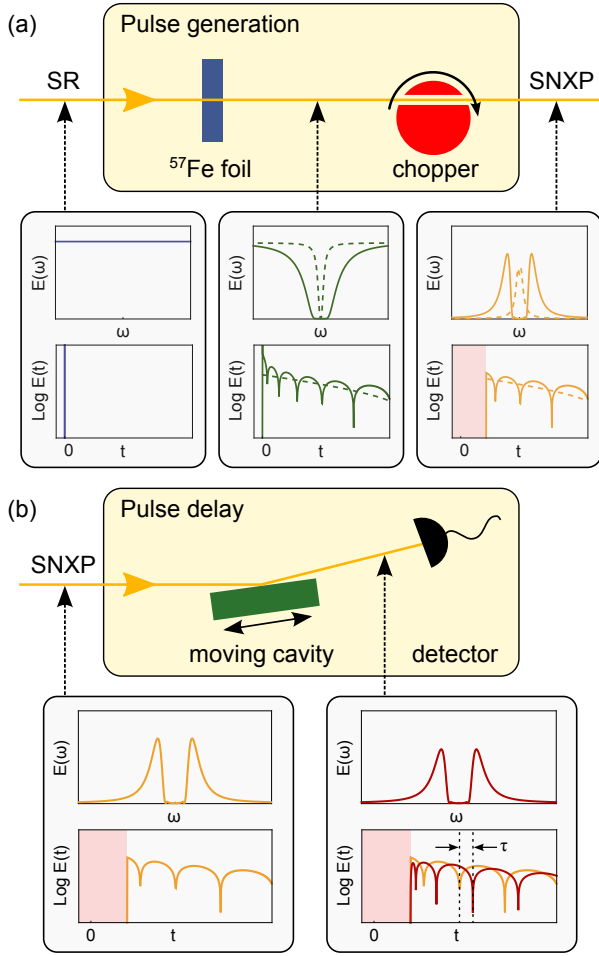 (a)
Pulse generation
SR
SNXP
⁵⁷Fe foil
chopper
E(ω)
ω
E(ω)
ω
E(ω)
ω
Log E(t)
0
t
Log E(t)
0
t
Log E(t)
0
t
(b)
Pulse delay
SNXP
moving cavity
detector
E(ω)
ω
E(ω)
ω
Log E(t)
0
t
Log E(t)
τ
0
t